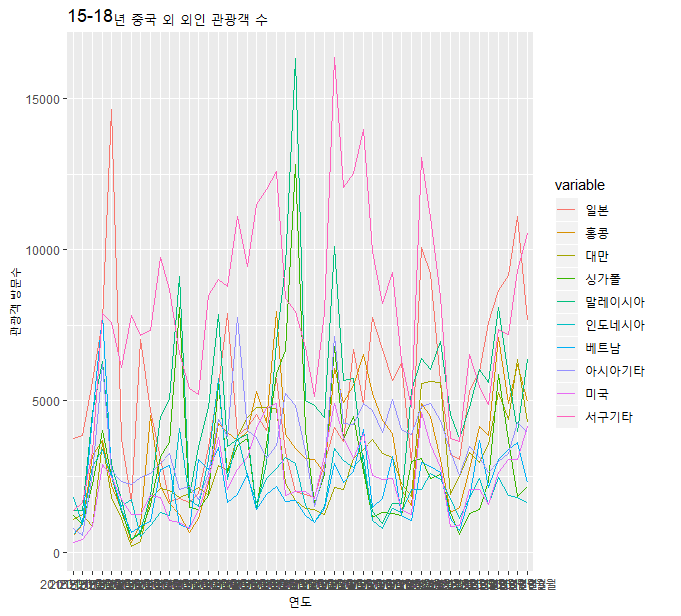 15-18년 중국 외 외인 관광객 수
관광객 방문수
15000
10000
5000
0
연도
variable
일본
홍콩
대만
싱가폴
말레이시아
인도네시아
베트남
아시아기타
미국
서구기타